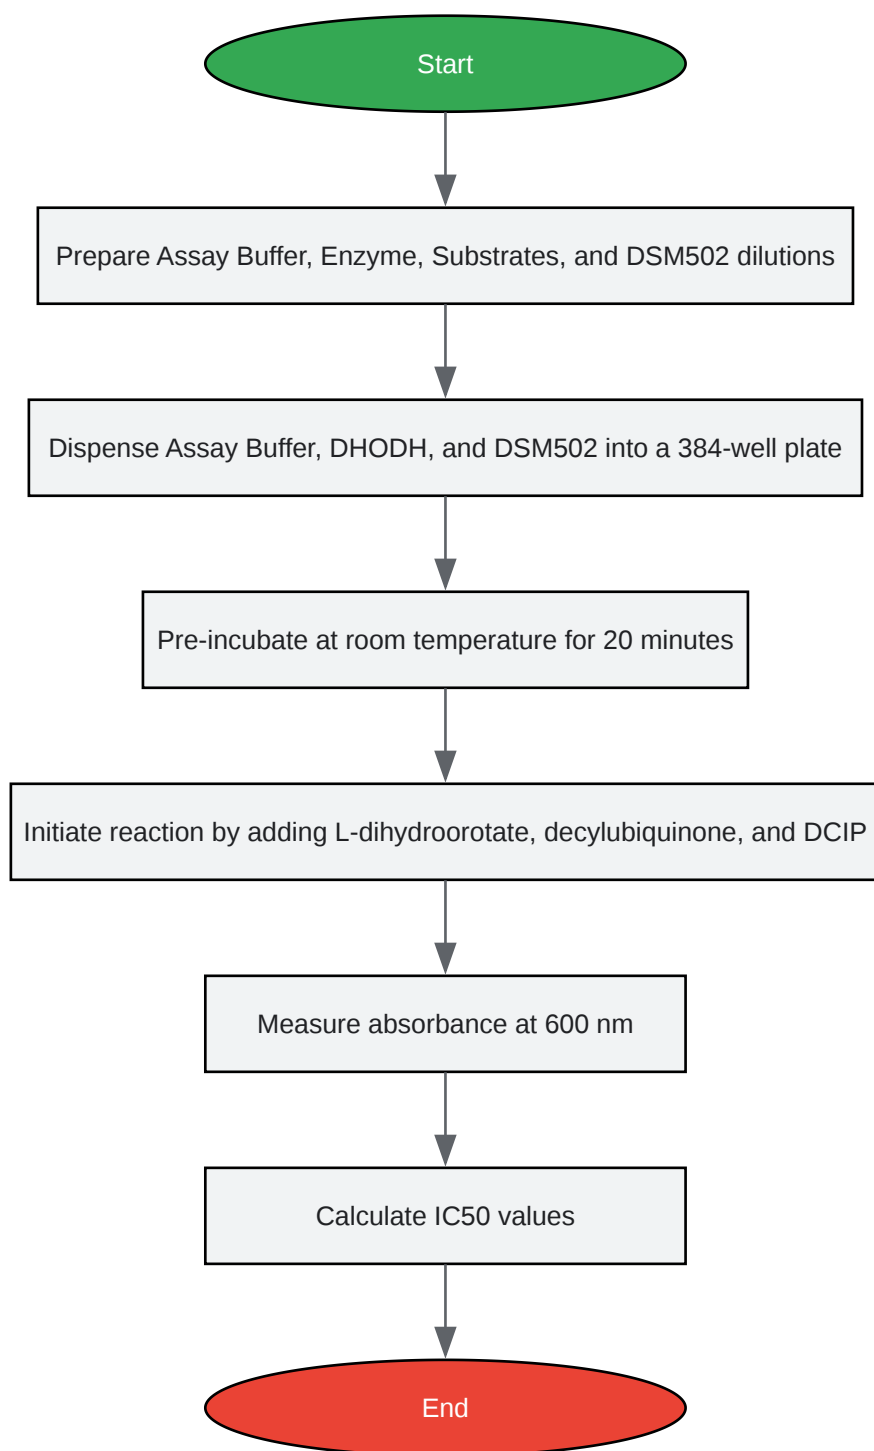 Start
Prepare Assay Buffer, Enzyme, Substrates, and DSM502 dilutions
Dispense Assay Buffer, DHODH, and DSM502 into a 384-well plate
Pre-incubate at room temperature for 20 minutes
Initiate reaction by adding L-dihydroorotate, decylubiquinone, and DCIP
Measure absorbance at 600 nm
Calculate IC50 values
End